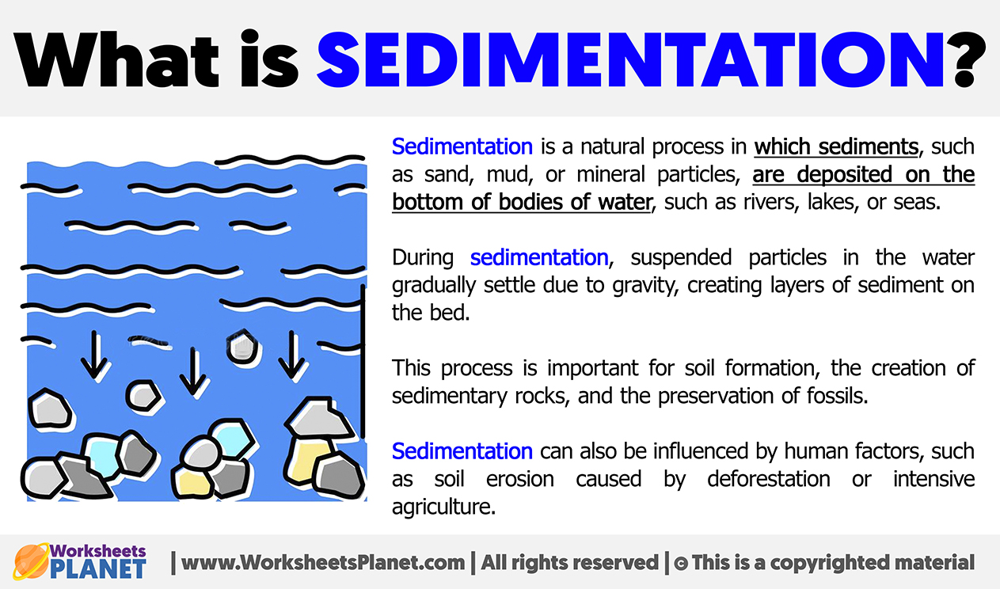 What is SEDIMENTATION?
Sedimentation is a natural process in which sediments, such
as sand, mud, or mineral particles, are deposited on the
bottom of bodies of water, such as rivers, lakes, or seas.
During sedimentation, suspended particles in the water
gradually settle due to gravity, creating layers of sediment on
the bed.
This process is important for soil formation, the creation of
sedimentary rocks, and the preservation of fossils.
Sedimentation can also be influenced by human factors, such
as soil erosion caused by deforestation or intensive
agriculture.
Worksheets
PLANET
| www.WorksheetsPlanet.com | All rights reserved | © This is a copyrighted material